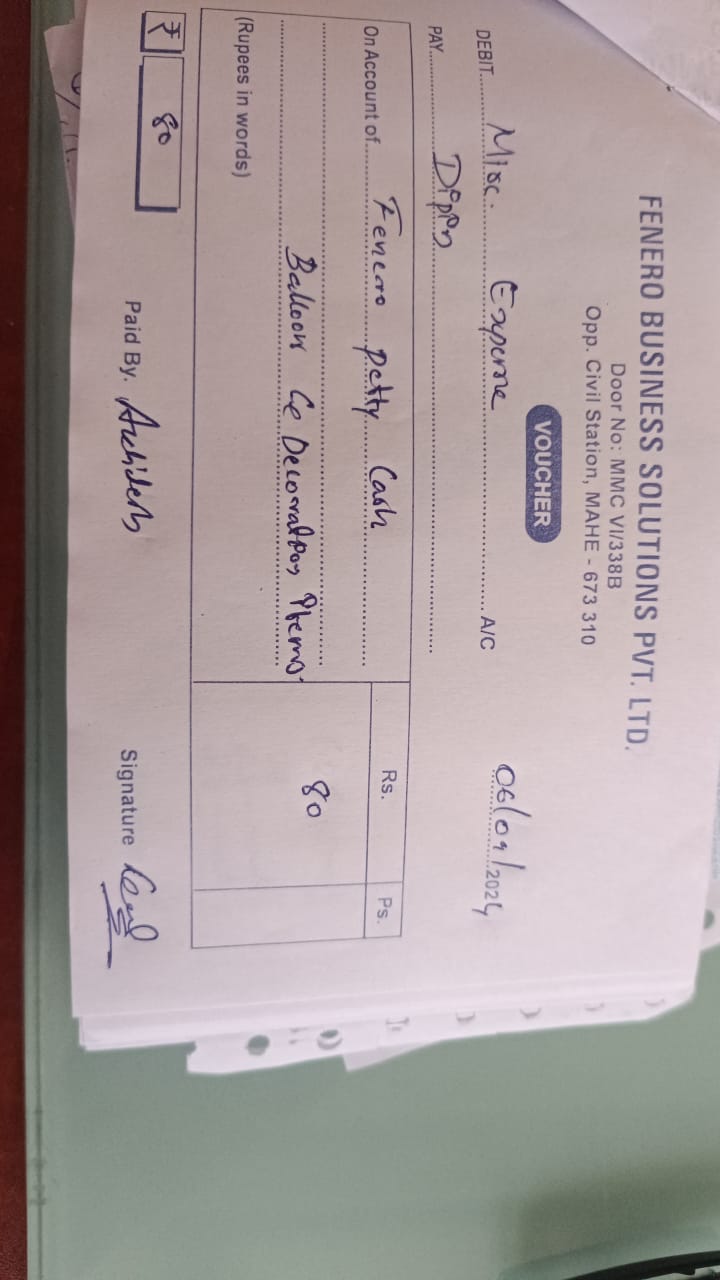 FENERO BUSINESS SOLUTIONS PVT. LTD.
Door No: MMC VI/338B
Opp. Civil Station, MAHE - 673 310
VOUCHER
06/09/2024
DEBIT Misc. Expense A/C
PAY Dippin
On Account of Fenero petty Cash
Rs. Ps.
Balloon & Decoration Items 80
(Rupees in words)
₹ 80
Paid By.
Signature